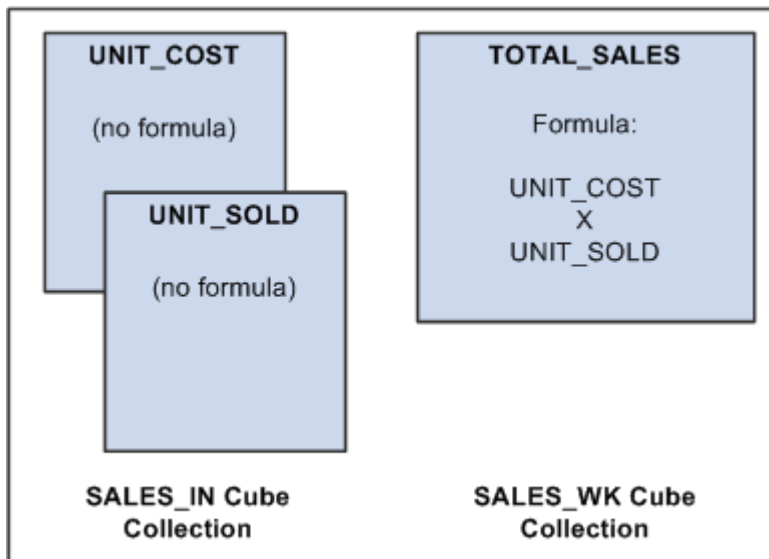 UNIT_COST
(no formula)
UNIT_SOLD
(no formula)
SALES_IN Cube
Collection
TOTAL_SALES
Formula:
UNIT_COST
X
UNIT_SOLD
SALES_WK Cube
Collection